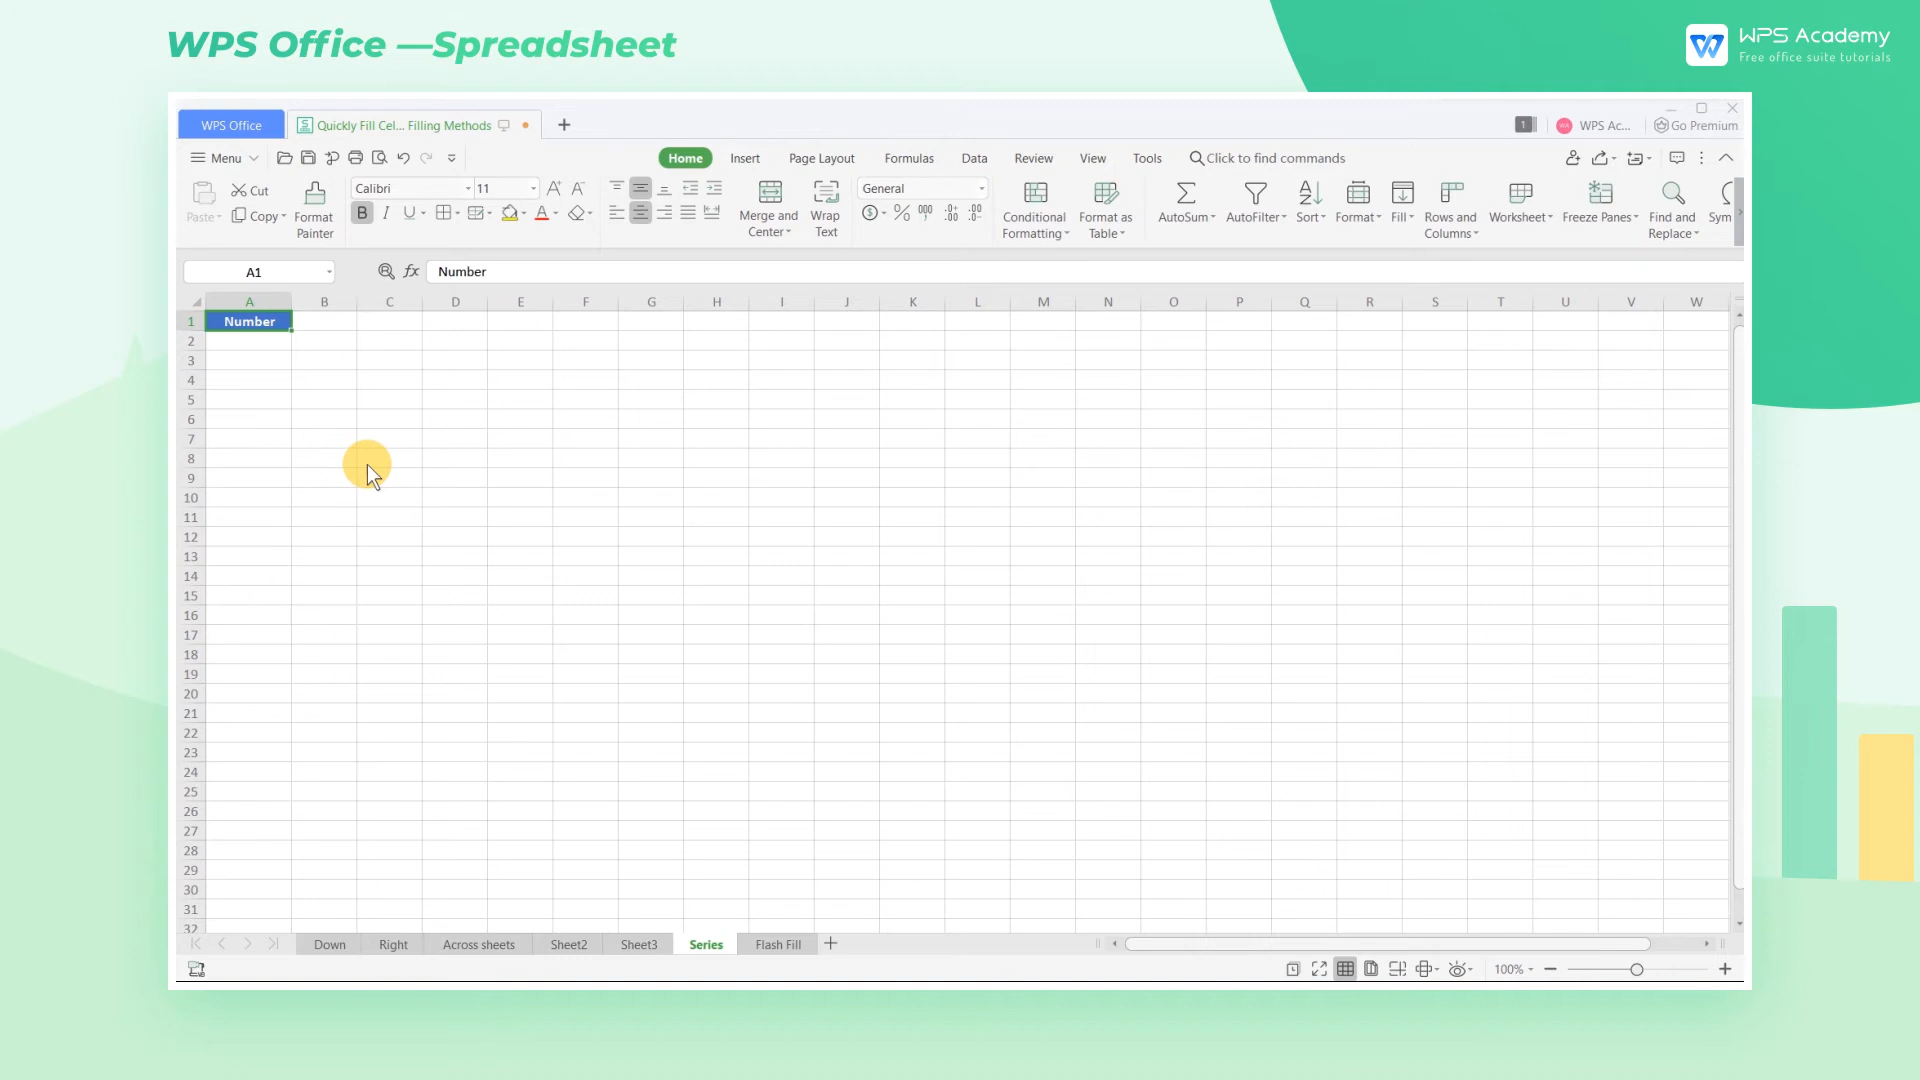 WPS Office —Spreadsheet
WPS Academy
Free office suite tutorials
WPS Office
Quickly Fill Cel... Filling Methods
1
WPS Ac...
Go Premium
Menu
Home
Insert
Page Layout
Formulas
Data
Review
View
Tools
Click to find commands
Paste
Cut
Copy
Format
Painter
Calibri
11
Merge and
Center
Wrap
Text
General
Conditional
Formatting
Format as
Table
AutoSum
AutoFilter
Sort
Format
Fill
Rows and
Columns
Worksheet
Freeze Panes
Find and
Replace
Sym
A1
fx
Number
A B C D E F G H I J K L M N O P Q R S T U V W
1 Number
2
3
4
5
6
7
8
9
10
11
12
13
14
15
16
17
18
19
20
21
22
23
24
25
26
27
28
29
30
31
32
Down
Right
Across sheets
Sheet2
Sheet3
Series
Flash Fill
100%